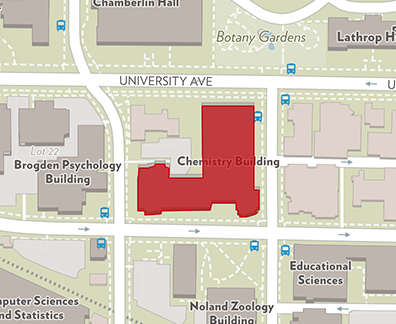 Chamberlin Hall
Botany Gardens
Lathrop H
UNIVERSITY AVE
U
Lot 22
Brogden Psychology
Building
Chemistry Building
Educational
Sciences
mputer Sciences
nd Statistics
Noland Zoology
Building